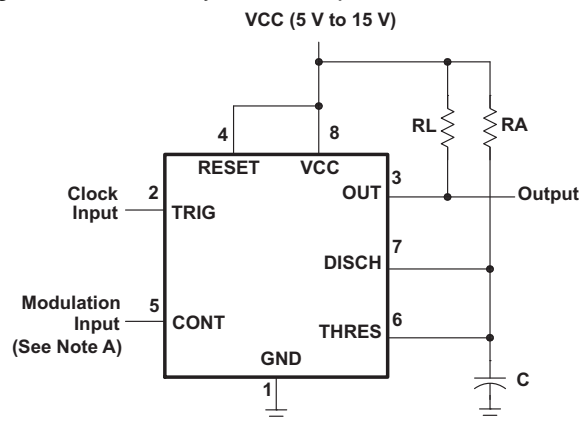 VCC (5 V to 15 V)
RL
RA
4
8
RESET
VCC
3
Clock
Input
2
TRIG
OUT
Output
7
DISCH
Modulation
Input
(See Note A)
5
CONT
6
THRES
GND
1
C